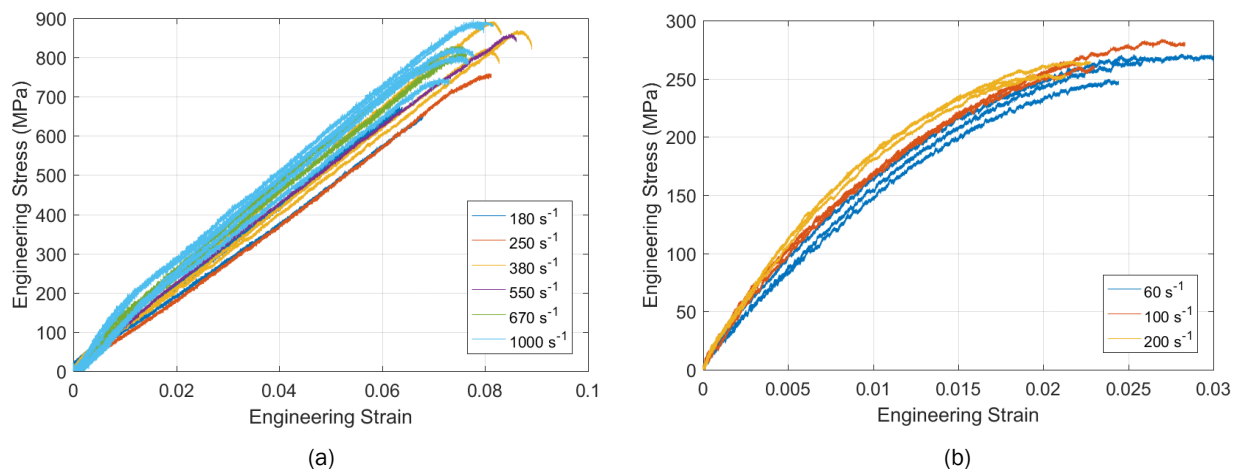 900
800
700
600
500
400
300
200
100
0
Engineering Stress (MPa)
0 0.02 0.04 0.06 0.08 0.1
Engineering Strain
180 s⁻¹
250 s⁻¹
380 s⁻¹
550 s⁻¹
670 s⁻¹
1000 s⁻¹
(a)
300
250
200
150
100
50
0
Engineering Stress (MPa)
0 0.005 0.01 0.015 0.02 0.025 0.03
Engineering Strain
60 s⁻¹
100 s⁻¹
200 s⁻¹
(b)